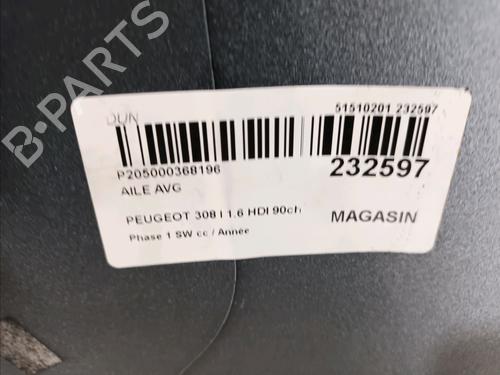 B-PARTS
DUN
51510201 232597
P205000368196
232597
AILE AVG
PEUGEOT 308 I 1.6 HDI 90ch
MAGASIN
Phase 1 SW cc / Année